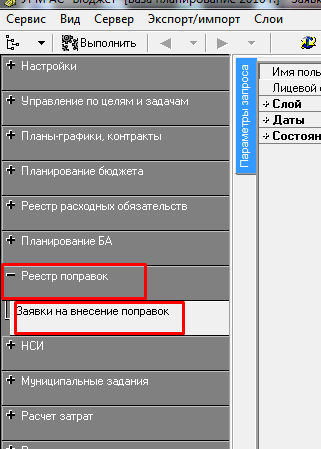 Сервис Вид Сервер Экспорт/импорт Слои
Выполнить
Настройки
Управление по целям и задачам
Планы-графики, контракты
Планирование бюджета
Реестр расходных обязательств
Планирование БА
Реестр поправок
Заявки на внесение поправок
НСИ
Муниципальные задания
Расчет затрат
Параметры запроса
Имя поль
Лицевой с
Слой
Даты
Состоян